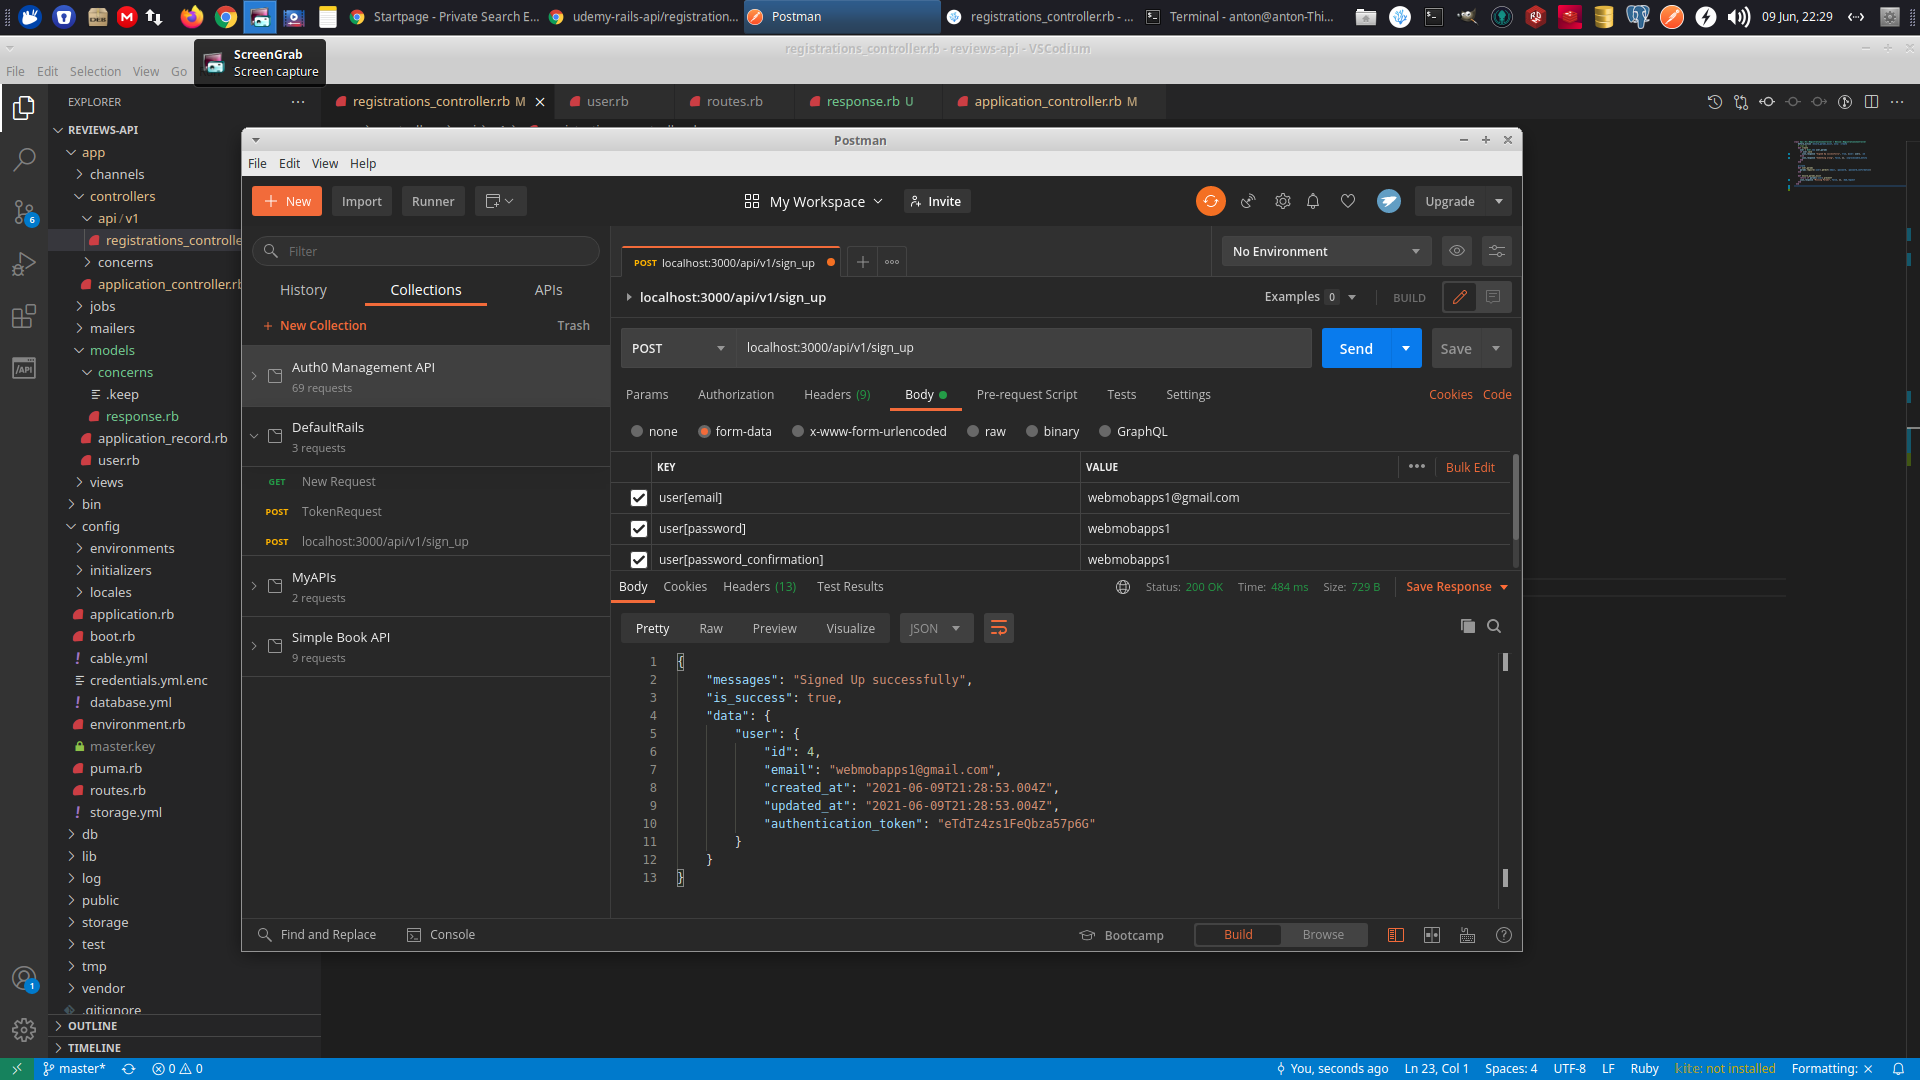 Startpage - Private Search E...
udemy-rails-api/registration...
Postman
registrations_controller.rb - ...
Terminal - anton@anton-Thi...
09 Jun, 22:29
registrations_controller.rb - reviews-api - VSCodium
File Edit Selection View Go
ScreenGrab
Screen capture
EXPLORER
registrations_controller.rb M
user.rb
routes.rb
response.rb U
application_controller.rb M
REVIEWS-API
app
channels
controllers
api / v1
registrations_controlle
concerns
application_controller.rb
jobs
mailers
models
concerns
.keep
response.rb
application_record.rb
user.rb
views
bin
config
environments
initializers
locales
application.rb
boot.rb
cable.yml
credentials.yml.enc
database.yml
environment.rb
master.key
puma.rb
routes.rb
storage.yml
db
lib
log
public
storage
test
tmp
vendor
.gitignore
OUTLINE
TIMELINE
6
/API
1
Postman
File Edit View Help
New
Import
Runner
My Workspace
Invite
Upgrade
Filter
History
Collections
APIs
+ New Collection
Trash
Auth0 Management API
69 requests
DefaultRails
3 requests
GET New Request
POST TokenRequest
POST localhost:3000/api/v1/sign_up
MyAPIs
2 requests
Simple Book API
9 requests
POST localhost:3000/api/v1/sign_up
No Environment
localhost:3000/api/v1/sign_up
Examples 0
BUILD
POST
localhost:3000/api/v1/sign_up
Send
Save
Params
Authorization
Headers (9)
Body
Pre-request Script
Tests
Settings
Cookies
Code
none
form-data
x-www-form-urlencoded
raw
binary
GraphQL
KEY
VALUE
Bulk Edit
user[email]
webmobapps1@gmail.com
user[password]
webmobapps1
user[password_confirmation]
webmobapps1
Body
Cookies
Headers (13)
Test Results
Status: 200 OK
Time: 484 ms
Size: 729 B
Save Response
Pretty
Raw
Preview
Visualize
JSON
1 {
2 "messages": "Signed Up successfully",
3 "is_success": true,
4 "data": {
5 "user": {
6 "id": 4,
7 "email": "webmobapps1@gmail.com",
8 "created_at": "2021-06-09T21:28:53.004Z",
9 "updated_at": "2021-06-09T21:28:53.004Z",
10 "authentication_token": "eTdTz4zs1FeQbza57p6G"
11 }
12 }
13 }
Find and Replace
Console
Bootcamp
Build
Browse
master*
0
0
You, seconds ago
Ln 23, Col 1
Spaces: 4
UTF-8
LF
Ruby
kite: not installed
Formatting: ×